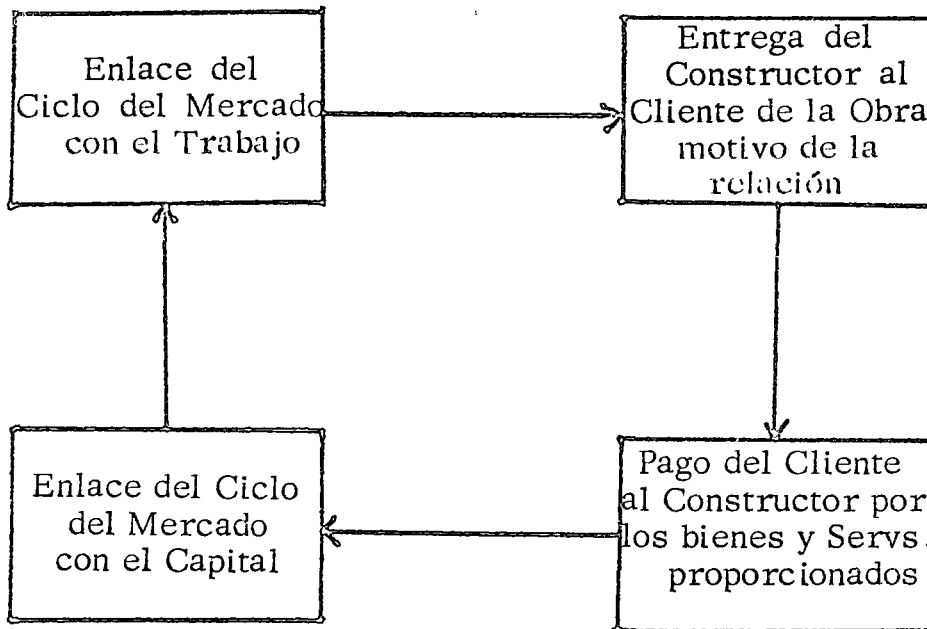 Enlace del
Ciclo del Mercado
con el Trabajo
Entrega del
Constructor al
Cliente de la Obra
motivo de la
relación
Enlace del Ciclo
del Mercado
con el Capital
Pago del Cliente
al Constructor por
los bienes y Servs.
proporcionados